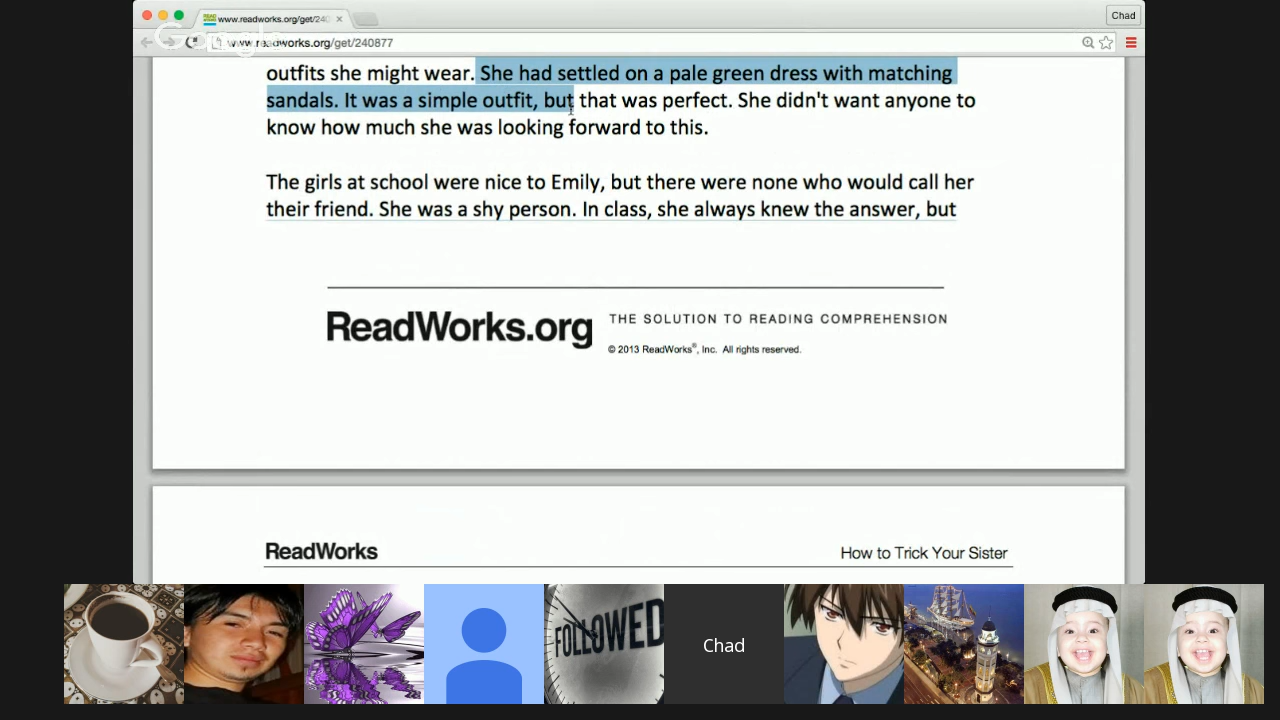 www.readworks.org/get/240
Chad
Google
www.readworks.org/get/240877
outfits she might wear. She had settled on a pale green dress with matching
sandals. It was a simple outfit, but that was perfect. She didn't want anyone to
know how much she was looking forward to this.
The girls at school were nice to Emily, but there were none who would call her
their friend. She was a shy person. In class, she always knew the answer, but
ReadWorks.org
THE SOLUTION TO READING COMPREHENSION
© 2013 ReadWorks®, Inc. All rights reserved.
ReadWorks
How to Trick Your Sister
FOLLOWED
Chad